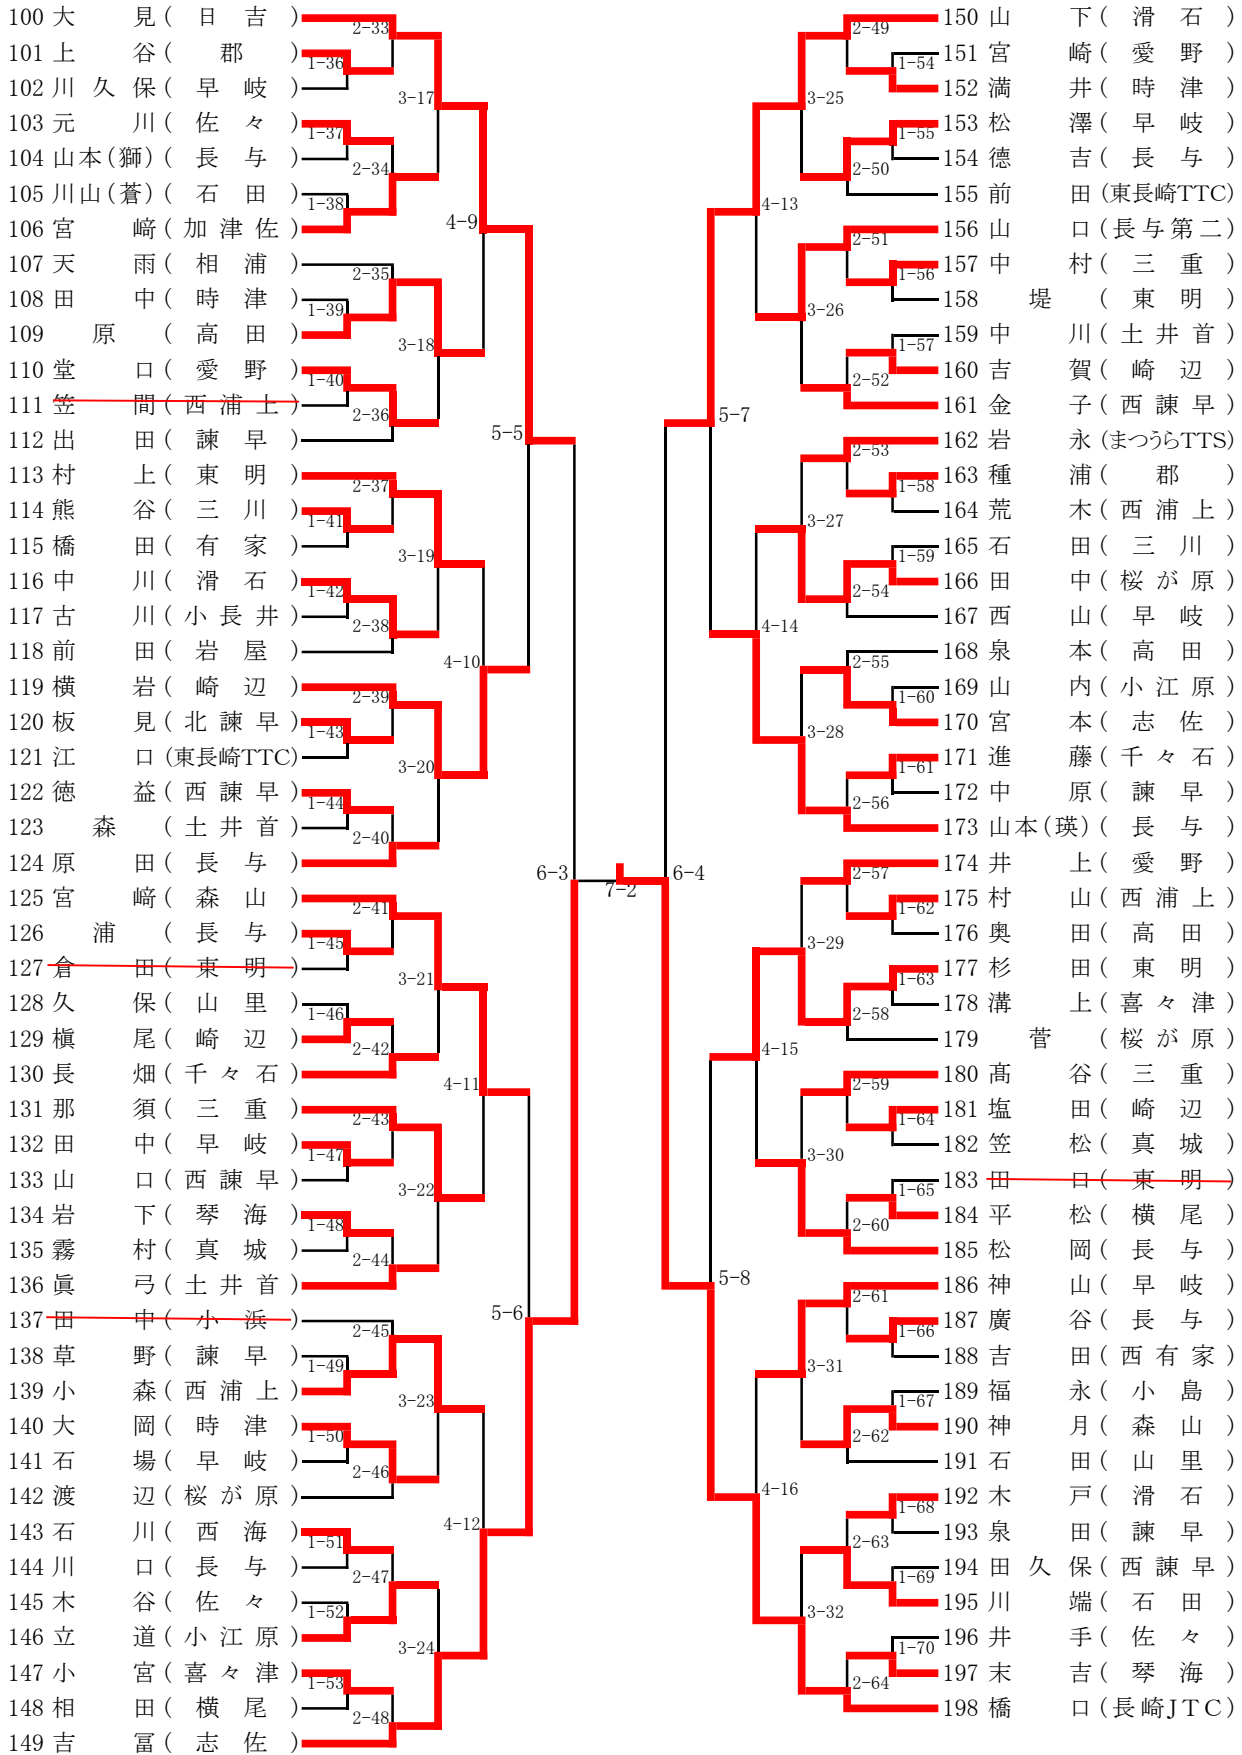 100 大見(日吉)
101 上谷(郡)
102 川久保(早岐)
103 元川(佐々)
104 山本(獅)(長与)
105 川山(蒼)(石田)
106 宮﨑(加津佐)
107 天雨(相浦)
108 田中(時津)
109 原(高田)
110 堂口(愛野)
111 笠間(西浦上)
112 出田(諫早)
113 村上(東明)
114 熊谷(三川)
115 橋田(有家)
116 中川(滑石)
117 古川(小長井)
118 前田(岩屋)
119 横岩(崎辺)
120 板見(北諫早)
121 江口(東長崎TTC)
122 徳益(西諫早)
123 森(土井首)
124 原田(長与)
125 宮﨑(森山)
126 浦(長与)
127 倉田(東明)
128 久保(山里)
129 槇尾(崎辺)
130 長畑(千々石)
131 那須(三重)
132 田中(早岐)
133 山口(西諫早)
134 岩下(琴海)
135 霧村(真城)
136 眞弓(土井首)
137 田中(小浜)
138 草野(諫早)
139 小森(西浦上)
140 大岡(時津)
141 石場(早岐)
142 渡辺(桜が原)
143 石川(西海)
144 川口(長与)
145 木谷(佐々)
146 立道(小江原)
147 小宮(喜々津)
148 相田(横尾)
149 吉冨(志佐)
2-33
1-36
3-17
1-37
2-34
1-38
4-9
2-35
1-39
3-18
1-40
2-36
5-5
2-37
1-41
3-19
1-42
2-38
4-10
2-39
1-43
3-20
1-44
2-40
6-3
2-41
1-45
3-21
1-46
2-42
4-11
2-43
1-47
3-22
1-48
2-44
5-6
2-45
1-49
3-23
1-50
2-46
4-12
1-51
2-47
1-52
3-24
1-53
2-48
7-2
6-4
2-49
1-54
3-25
1-55
2-50
4-13
2-51
1-56
3-26
1-57
2-52
5-7
2-53
1-58
3-27
1-59
2-54
4-14
2-55
1-60
3-28
1-61
2-56
2-57
1-62
3-29
1-63
2-58
4-15
2-59
1-64
3-30
1-65
2-60
5-8
2-61
1-66
3-31
1-67
2-62
4-16
1-68
2-63
1-69
3-32
1-70
2-64
150 山下(滑石)
151 宮崎(愛野)
152 満井(時津)
153 松澤(早岐)
154 德吉(長与)
155 前田(東長崎TTC)
156 山口(長与第二)
157 中村(三重)
158 堤(東明)
159 中川(土井首)
160 吉賀(崎辺)
161 金子(西諫早)
162 岩永(まつうらTTS)
163 種浦(郡)
164 荒木(西浦上)
165 石田(三川)
166 田中(桜が原)
167 西山(早岐)
168 泉本(高田)
169 山内(小江原)
170 宮本(志佐)
171 進藤(千々石)
172 中原(諫早)
173 山本(瑛)(長与)
174 井上(愛野)
175 村山(西浦上)
176 奥田(高田)
177 杉田(東明)
178 溝上(喜々津)
179 菅(桜が原)
180 髙谷(三重)
181 塩田(崎辺)
182 笠松(真城)
183 田口(東明)
184 平松(横尾)
185 松岡(長与)
186 神山(早岐)
187 廣谷(長与)
188 吉田(西有家)
189 福永(小島)
190 神月(森山)
191 石田(山里)
192 木戸(滑石)
193 泉田(諫早)
194 田久保(西諫早)
195 川端(石田)
196 井手(佐々)
197 末吉(琴海)
198 橋口(長崎JTC)